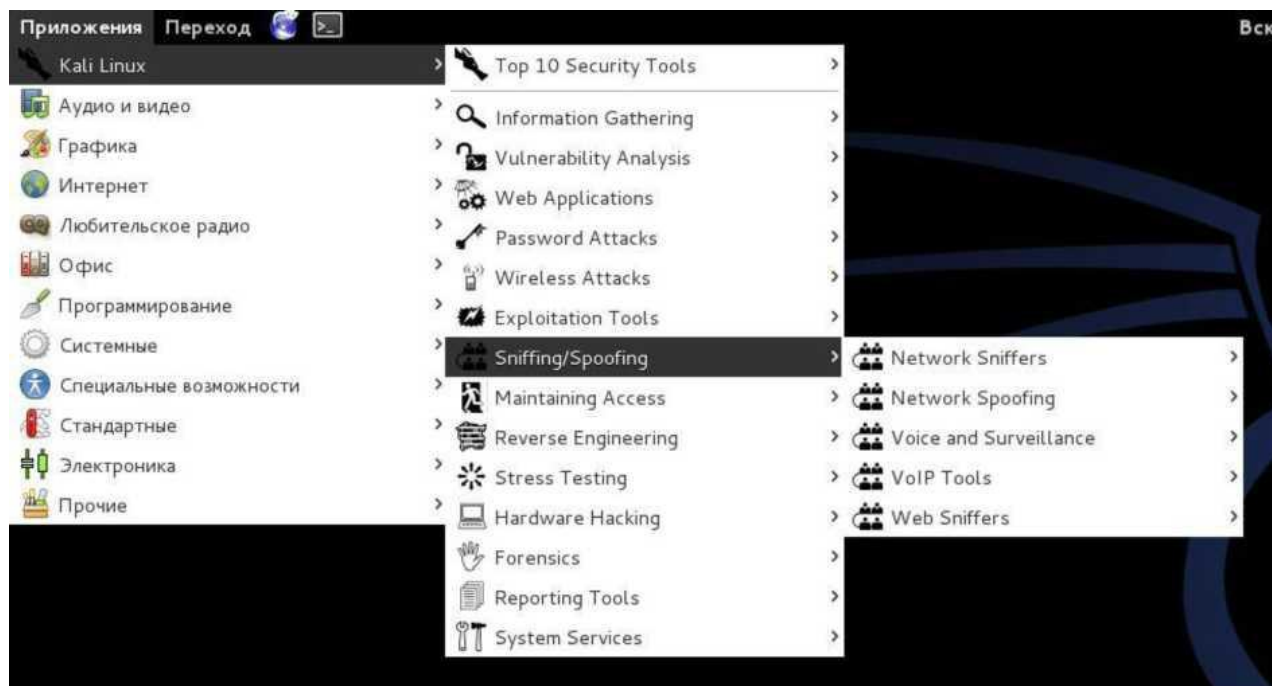 Приложения Переход
Вск
Kali Linux
Аудио и видео
Графика
Интернет
Любительское радио
Офис
Программирование
Системные
Специальные возможности
Стандартные
Электроника
Прочие
Top 10 Security Tools
Information Gathering
Vulnerability Analysis
Web Applications
Password Attacks
Wireless Attacks
Exploitation Tools
Sniffing/Spoofing
Maintaining Access
Reverse Engineering
Stress Testing
Hardware Hacking
Forensics
Reporting Tools
System Services
Network Sniffers
Network Spoofing
Voice and Surveillance
VoIP Tools
Web Sniffers